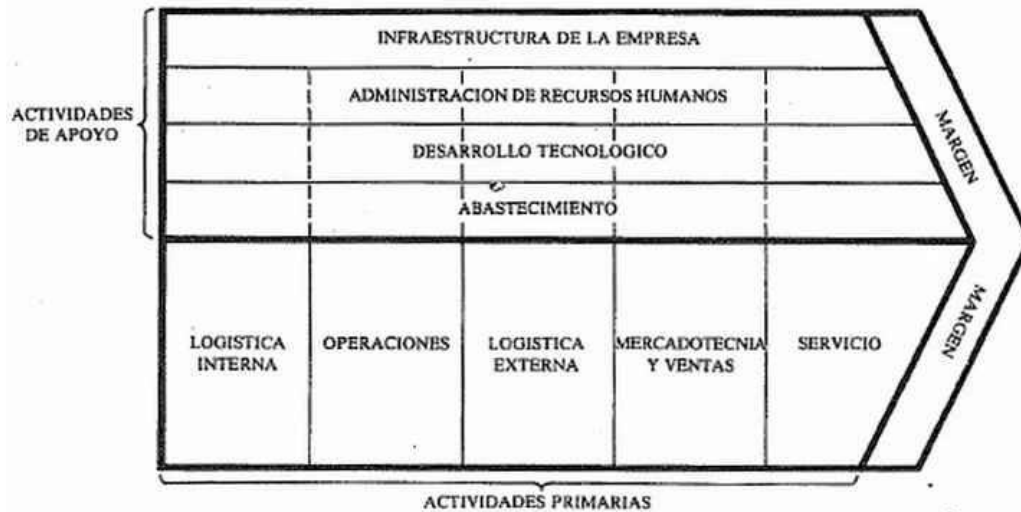 INFRAESTRUCTURA DE LA EMPRESA
ADMINISTRACION DE RECURSOS HUMANOS
DESARROLLO TECNOLOGICO
ABASTECIMIENTO
ACTIVIDADES
DE APOYO
MARGEN
MARGEN
LOGISTICA
INTERNA
OPERACIONES
LOGISTICA
EXTERNA
MERCADOTECNIA
Y VENTAS
SERVICIO
ACTIVIDADES PRIMARIAS